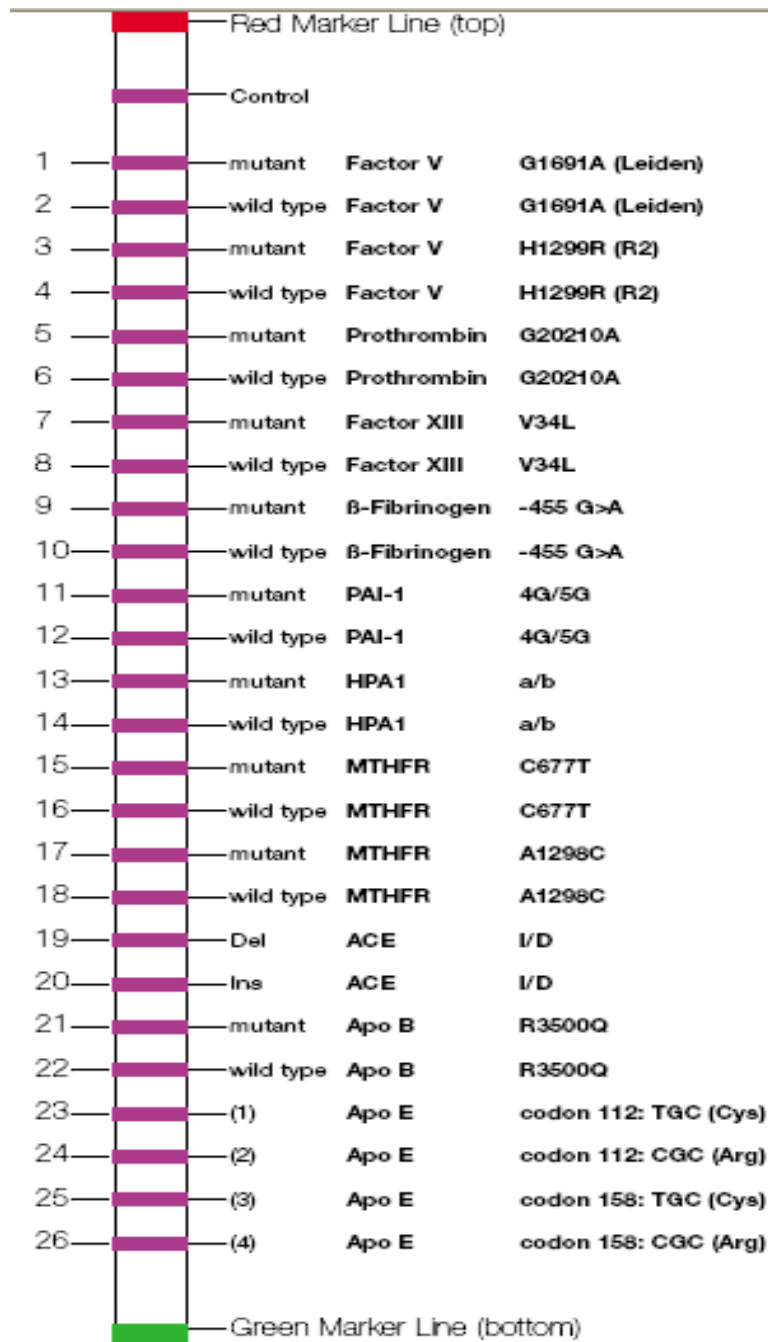 Red Marker Line (top)
Control
1 mutant Factor V G1691A (Leiden)
2 wild type Factor V G1691A (Leiden)
3 mutant Factor V H1299R (R2)
4 wild type Factor V H1299R (R2)
5 mutant Prothrombin G20210A
6 wild type Prothrombin G20210A
7 mutant Factor XIII V34L
8 wild type Factor XIII V34L
9 mutant ß-Fibrinogen -455 G>A
10 wild type ß-Fibrinogen -455 G>A
11 mutant PAI-1 4G/5G
12 wild type PAI-1 4G/5G
13 mutant HPA1 a/b
14 wild type HPA1 a/b
15 mutant MTHFR C677T
16 wild type MTHFR C677T
17 mutant MTHFR A1298C
18 wild type MTHFR A1298C
19 Del ACE I/D
20 Ins ACE I/D
21 mutant Apo B R3500Q
22 wild type Apo B R3500Q
23 (1) Apo E codon 112: TGC (Cys)
24 (2) Apo E codon 112: CGC (Arg)
25 (3) Apo E codon 158: TGC (Cys)
26 (4) Apo E codon 158: CGC (Arg)
Green Marker Line (bottom)